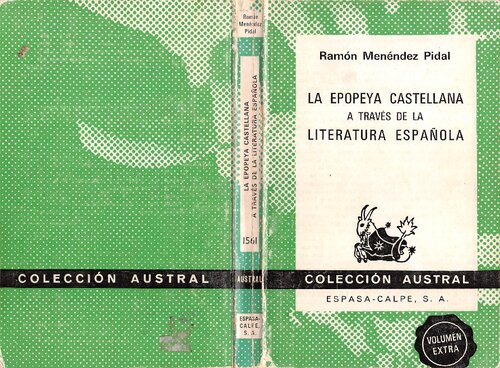 COLECCIÓN AUSTRAL
Ramón
Menéndez
Pidal
LA EPOPEYA CASTELLANA
A TRAVÉS DE LA LITERATURA ESPAÑOLA
1561
AUSTRAL
ESPASA-
CALPE,
S. A.
Ramón Menéndez Pidal
LA EPOPEYA CASTELLANA
A TRAVÉS DE LA
LITERATURA ESPAÑOLA
COLECCIÓN AUSTRAL
ESPASA-CALPE, S. A.
VOLUMEN
EXTRA